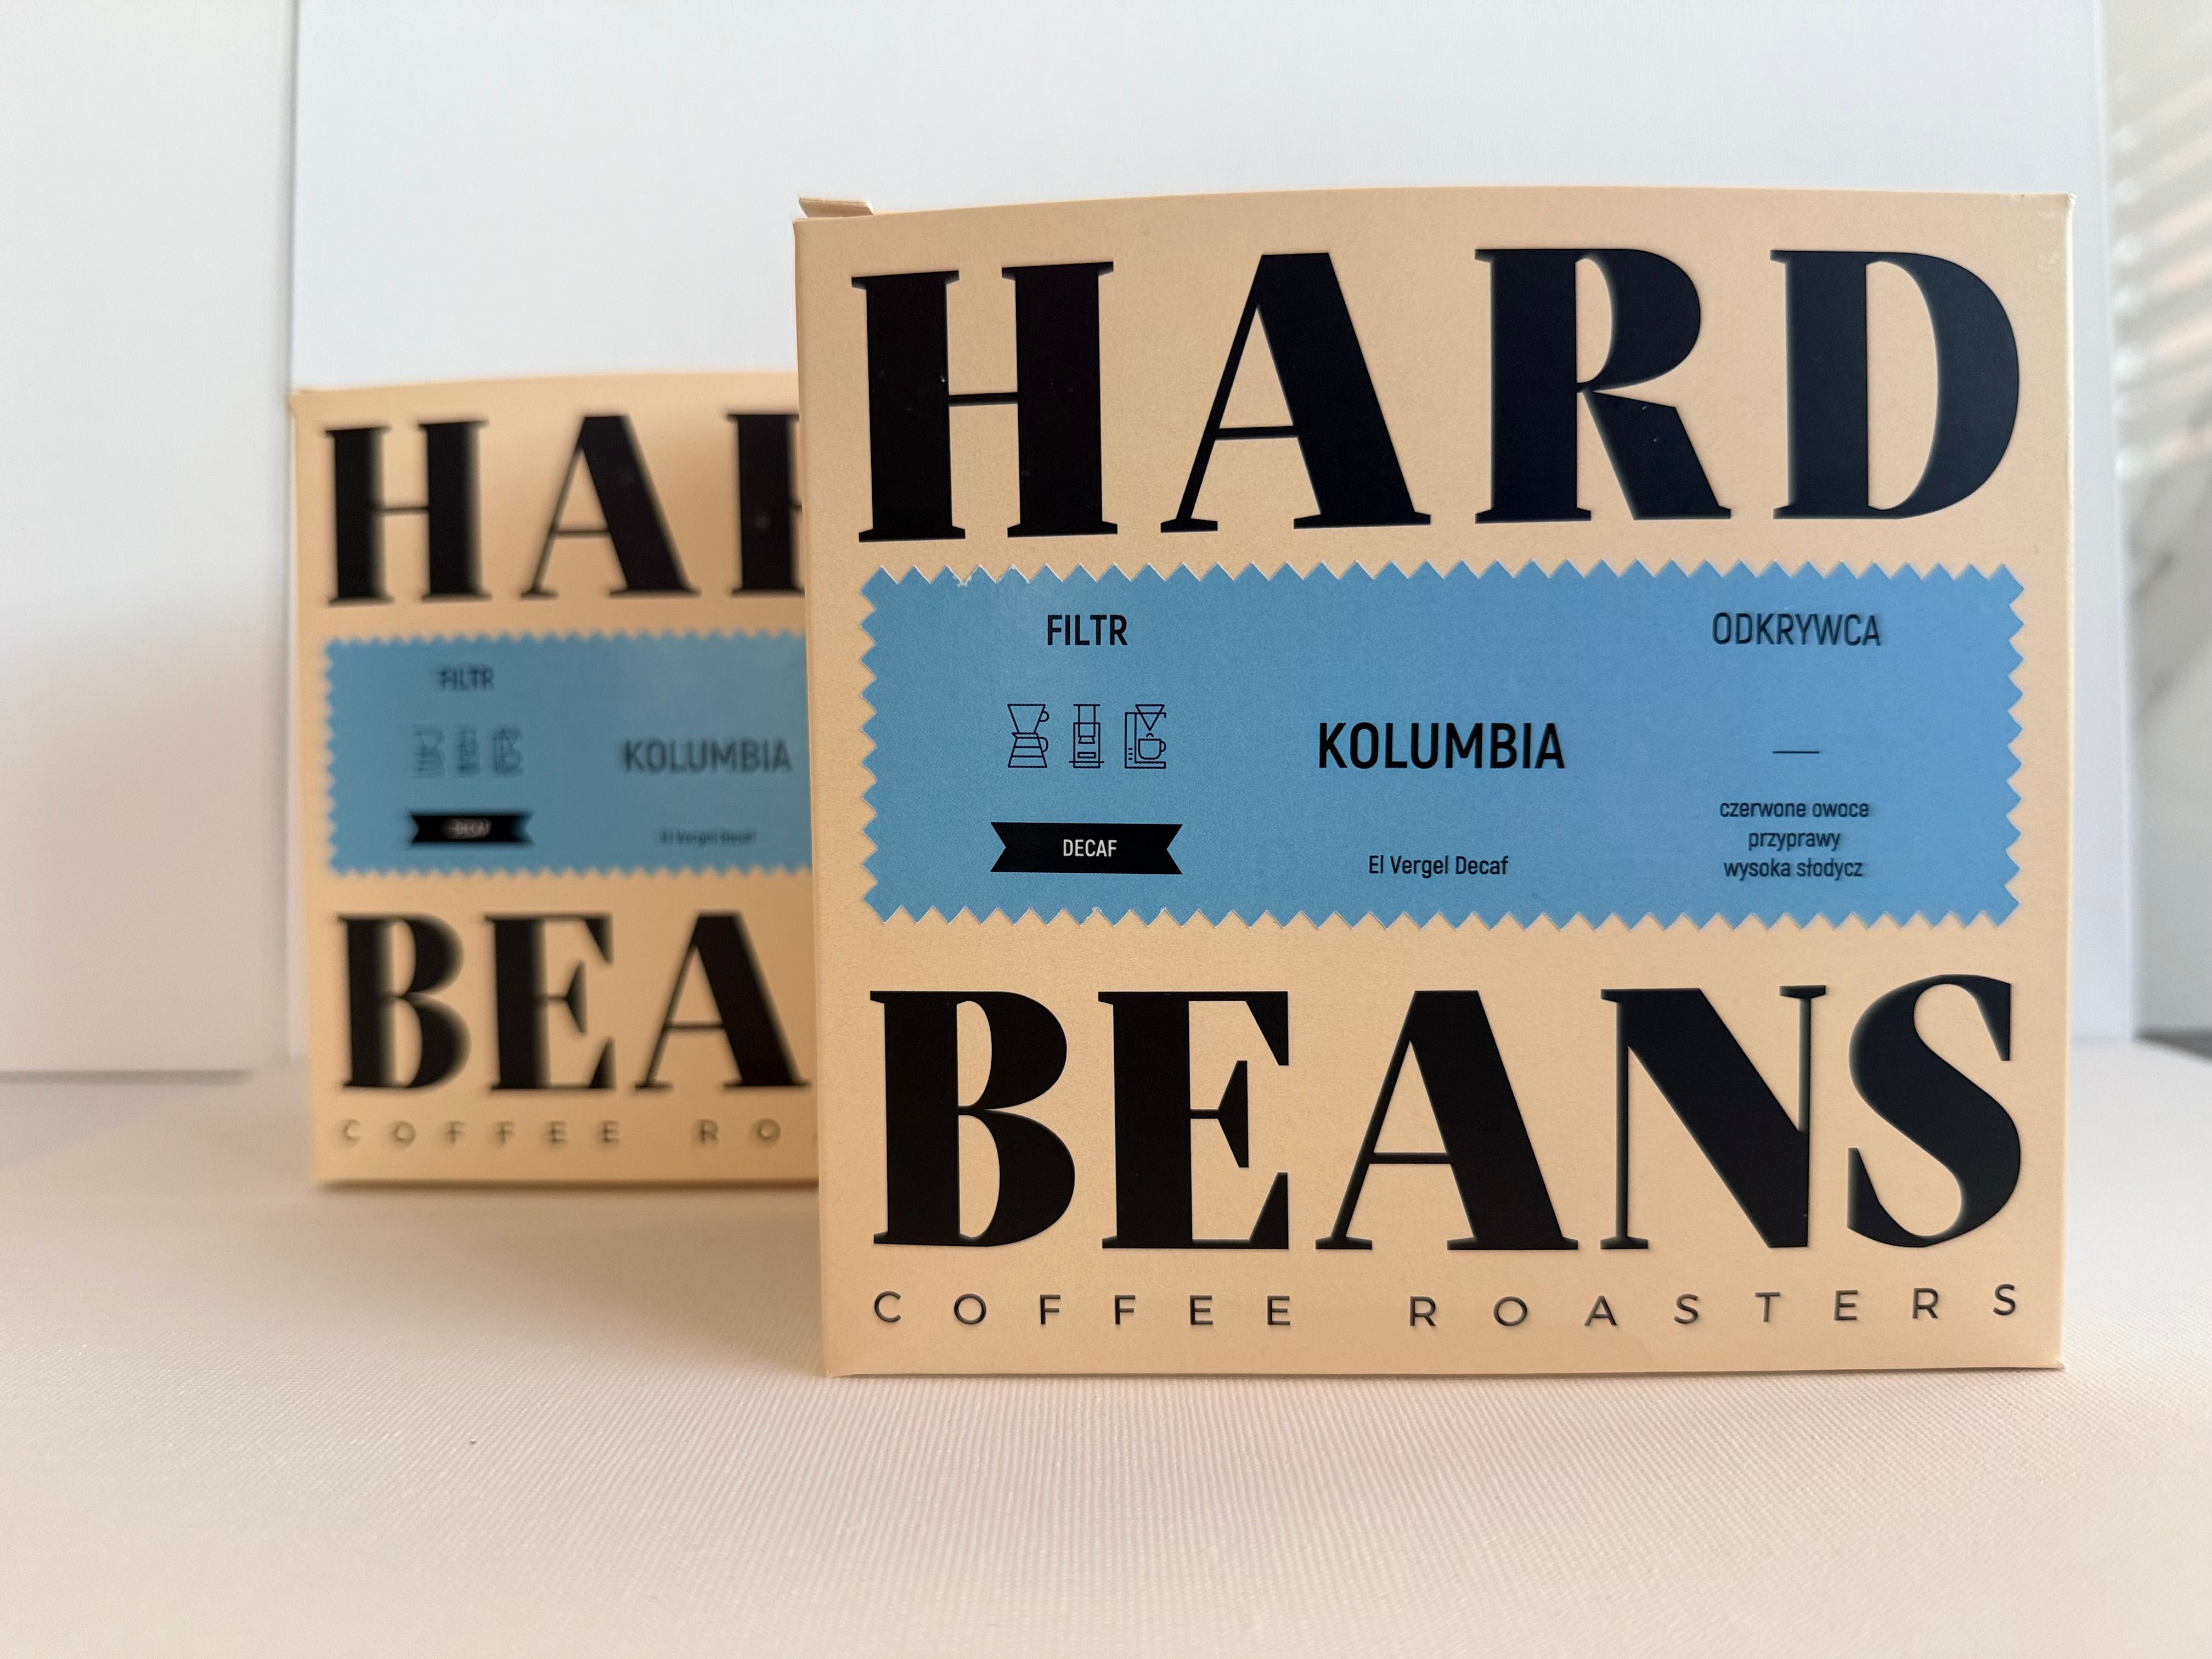 HARD
FILTR
ODKRYWCA
KOLUMBIA
DECAF
El Vergel Decaf
czerwone owoce
przyprawy
wysoka słodycz
BEANS
COFFEE ROASTERS
HAR
FILTR
KOLUMBIA
DECAF
El Vergel Decaf
BEA
COFFEE RO